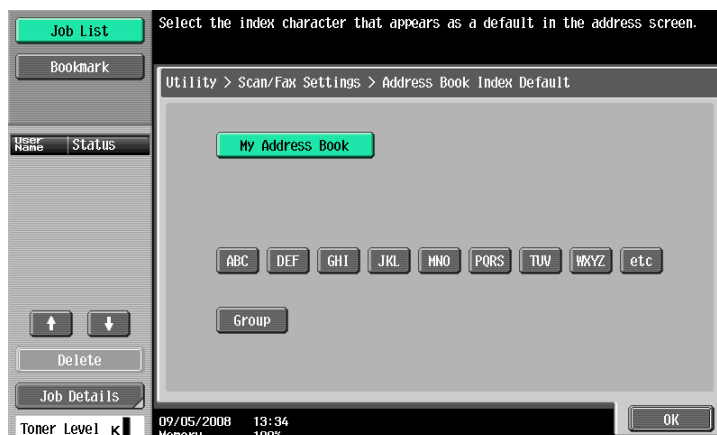 Job List
Bookmark
User Name
Status
Delete
Job Details
Toner Level K
Select the index character that appears as a default in the address screen.
Utility > Scan/Fax Settings > Address Book Index Default
My Address Book
ABC DEF GHI JKL MNO PQRS TUV WXYZ etc
Group
09/05/2008 13:34
Memory 100%
OK